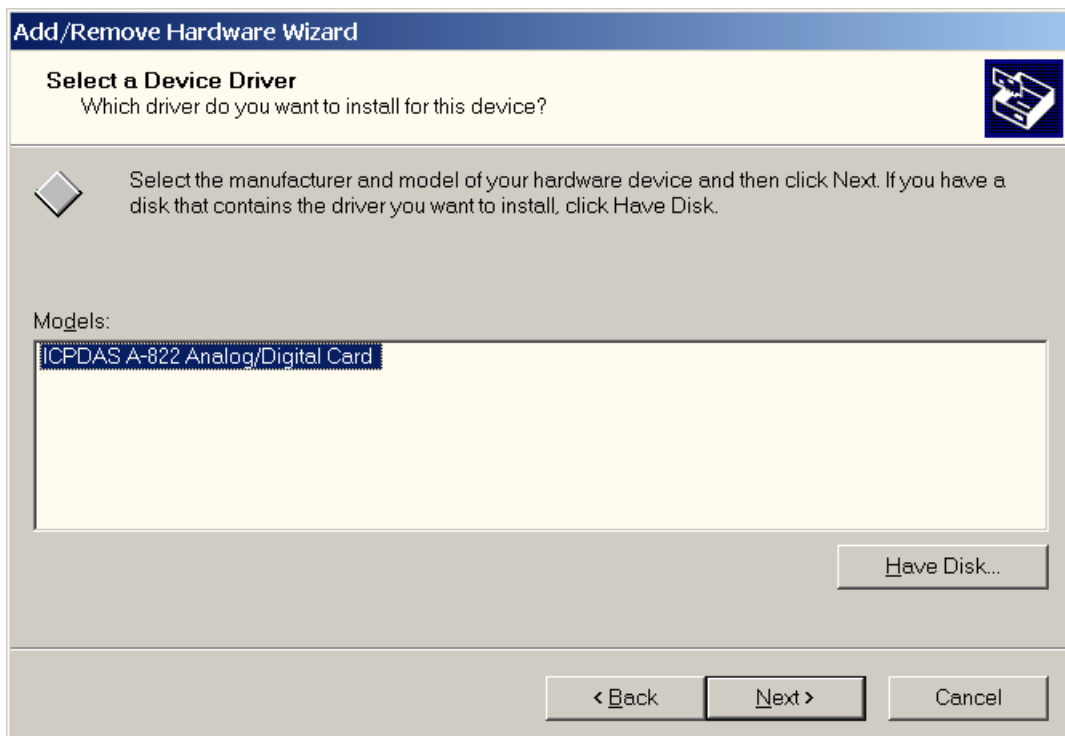 Add/Remove Hardware Wizard
Select a Device Driver
Which driver do you want to install for this device?
Select the manufacturer and model of your hardware device and then click Next. If you have a
disk that contains the driver you want to install, click Have Disk.
Models:
ICPDAS A-822 Analog/Digital Card
Have Disk...
< Back
Next >
Cancel